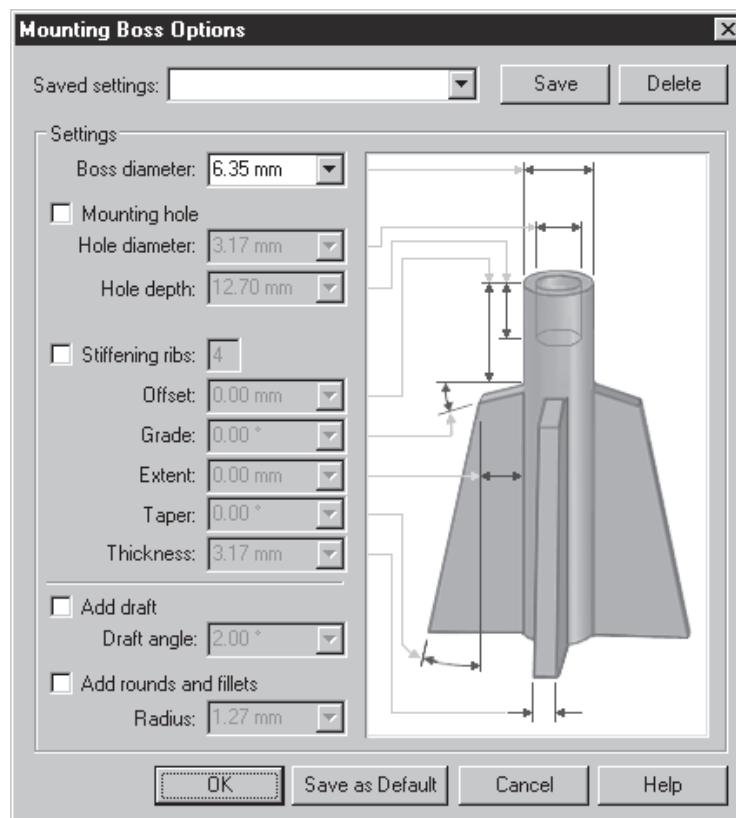 Mounting Boss Options
Saved settings:
Save
Delete
Settings
Boss diameter: 6.35 mm
Mounting hole
Hole diameter: 3.17 mm
Hole depth: 12.70 mm
Stiffening ribs: 4
Offset: 0.00 mm
Grade: 0.00 °
Extent: 0.00 mm
Taper: 0.00 °
Thickness: 3.17 mm
Add draft
Draft angle: 2.00 °
Add rounds and fillets
Radius: 1.27 mm
OK
Save as Default
Cancel
Help